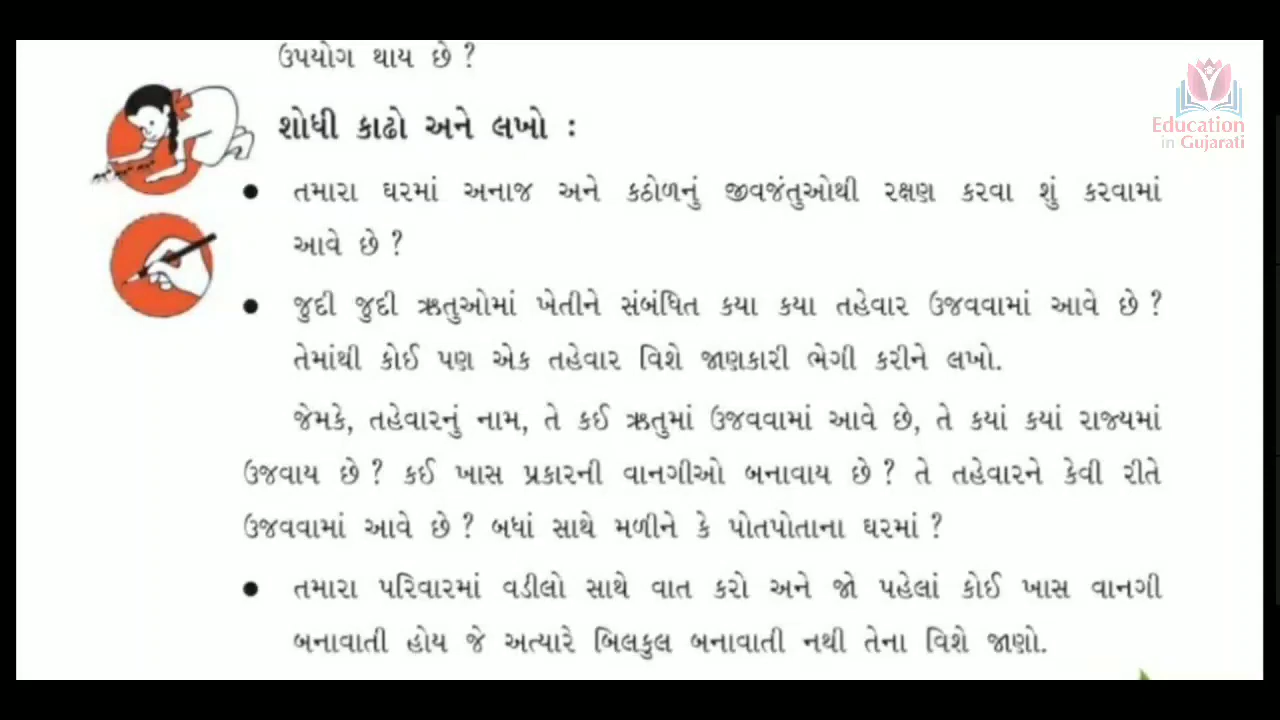 ઉપયોગ થાય છે ?
Education
in Gujarati
શોધી કાઢો અને લખો :
● તમારા ઘરમાં અનાજ અને કઠોળનું જીવજંતુઓથી રક્ષણ કરવા શું કરવામાં
આવે છે ?
● જુદી જુદી ઋતુઓમાં ખેતીને સંબંધિત કયા કયા તહેવાર ઉજવવામાં આવે છે ?
તેમાંથી કોઈ પણ એક તહેવાર વિશે જાણકારી ભેગી કરીને લખો.
જેમકે, તહેવારનું નામ, તે કઈ ઋતુમાં ઉજવવામાં આવે છે, તે કયાં કયાં રાજ્યમાં
ઉજવાય છે ? કઈ ખાસ પ્રકારની વાનગીઓ બનાવાય છે ? તે તહેવારને કેવી રીતે
ઉજવવામાં આવે છે ? બધાં સાથે મળીને કે પોતપોતાના ઘરમાં ?
● તમારા પરિવારમાં વડીલો સાથે વાત કરો અને જો પહેલાં કોઈ ખાસ વાનગી
બનાવાતી હોય જે અત્યારે બિલકુલ બનાવાતી નથી તેના વિશે જાણો.